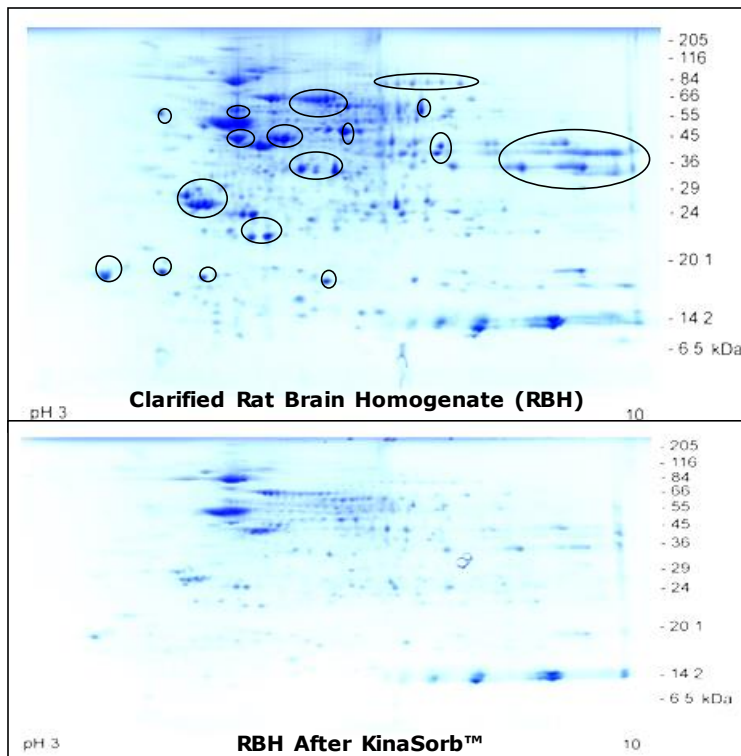 - 205
- 116
- 84
- 66
- 55
- 45
- 36
- 29
- 24
- 20 1
- 14 2
- 6 5 kDa
Clarified Rat Brain Homogenate (RBH)
pH 3
10
- 205
- 116
- 84
- 66
- 55
- 45
- 36
- 29
- 24
- 20 1
- 14 2
- 6 5 kDa
pH 3
RBH After KinaSorb™
10